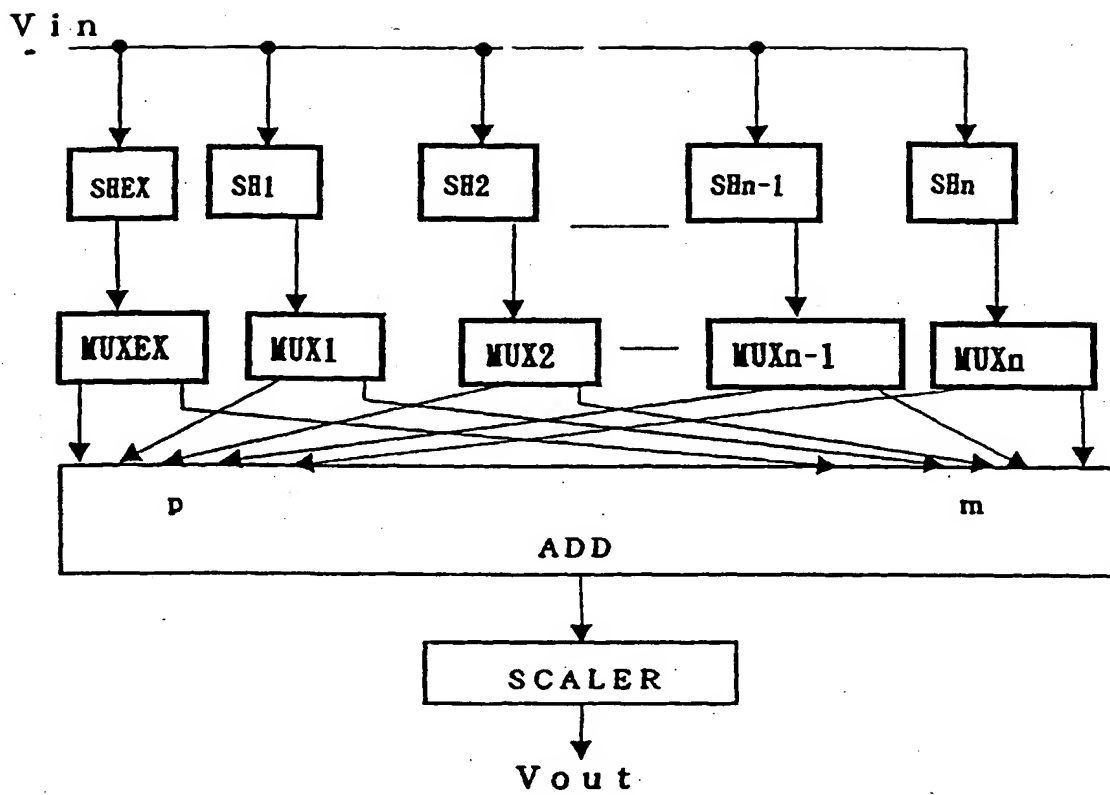 Vin
SHEX SH1 SH2 SHn-1 SHn
MUXEX MUX1 MUX2 MUXn-1 MUXn
p m
ADD
SCALER
Vout